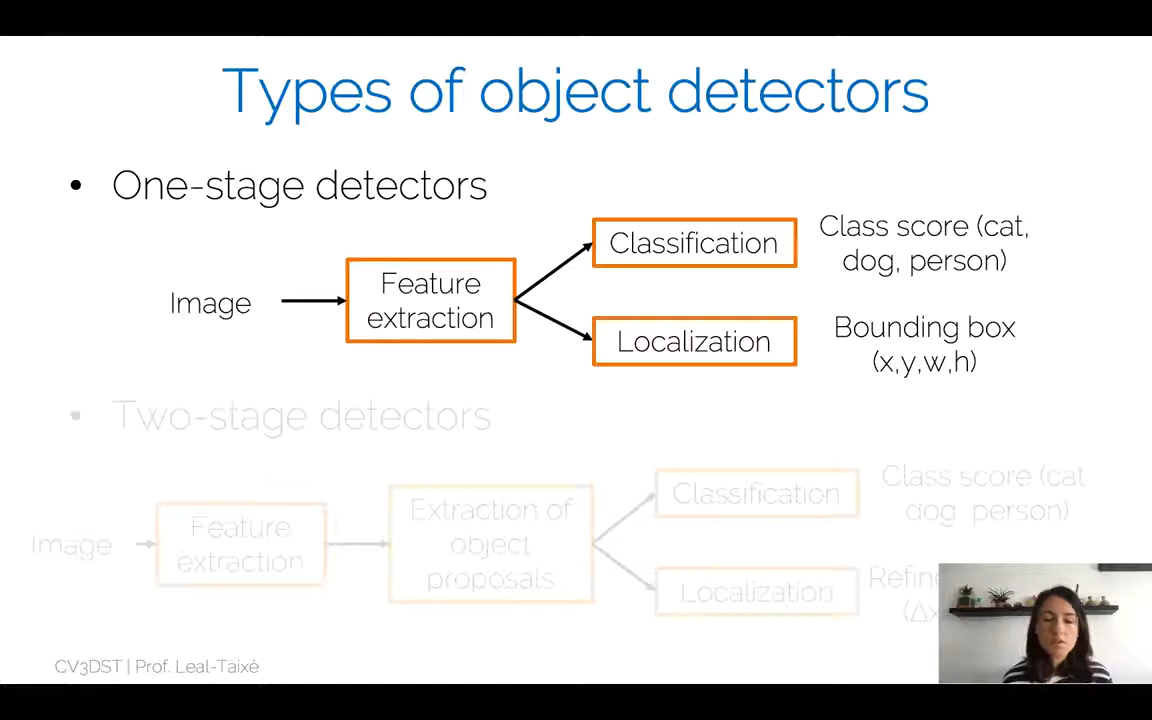 Types of object detectors
• One-stage detectors
Image
Feature
extraction
Classification
Class score (cat,
dog, person)
Localization
Bounding box
(x,y,w,h)
• Two-stage detectors
Image
Feature
extraction
Extraction of
object
proposals
Classification
Class score (cat
dog person)
Localization
CV3DST | Prof. Leal-Taixé